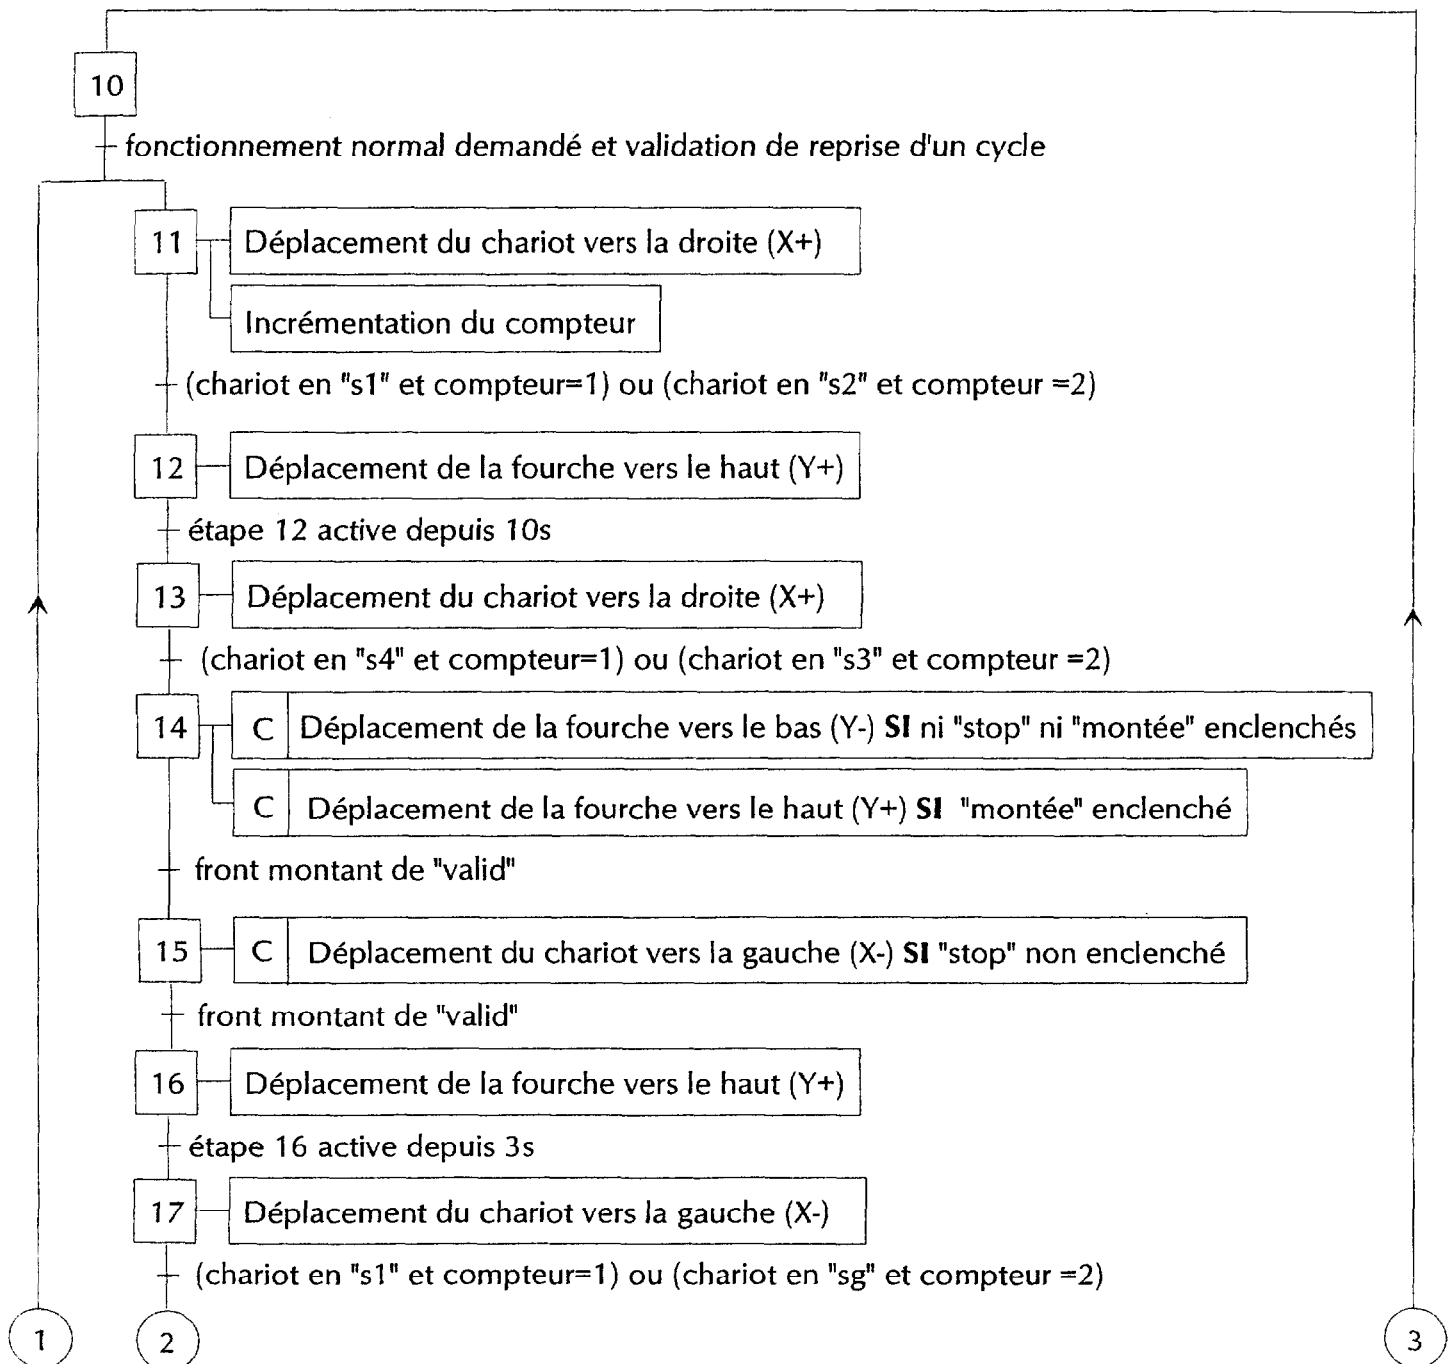 10
fonctionnement normal demandé et validation de reprise d'un cycle
11
Déplacement du chariot vers la droite (X+)
Incrémentation du compteur
(chariot en "s1" et compteur=1) ou (chariot en "s2" et compteur =2)
12
Déplacement de la fourche vers le haut (Y+)
étape 12 active depuis 10s
13
Déplacement du chariot vers la droite (X+)
(chariot en "s4" et compteur=1) ou (chariot en "s3" et compteur =2)
14
C Déplacement de la fourche vers le bas (Y-) SI ni "stop" ni "montée" enclenchés
C Déplacement de la fourche vers le haut (Y+) SI "montée" enclenché
front montant de "valid"
15
C Déplacement du chariot vers la gauche (X-) SI "stop" non enclenché
front montant de "valid"
16
Déplacement de la fourche vers le haut (Y+)
étape 16 active depuis 3s
17
Déplacement du chariot vers la gauche (X-)
(chariot en "s1" et compteur=1) ou (chariot en "sg" et compteur =2)
1
2
3